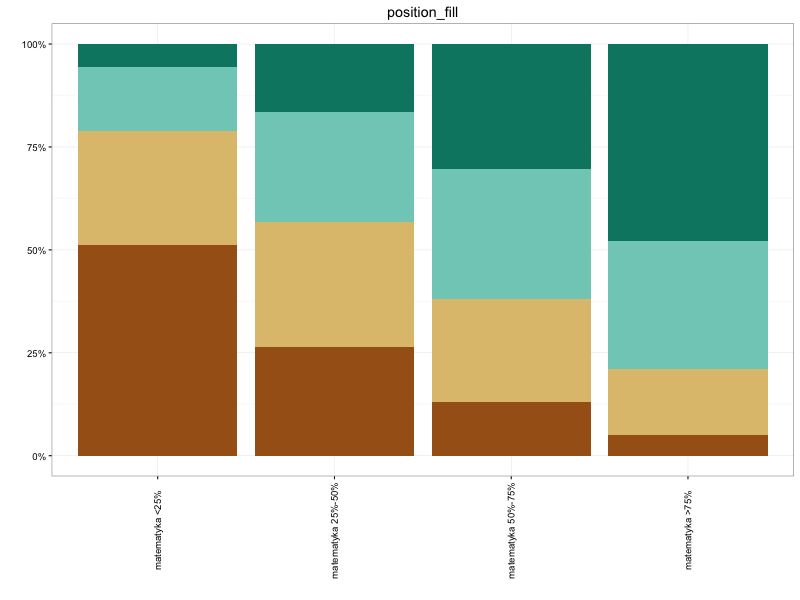 position_fill
100%
75%
50%
25%
0%
matematyka <25%
matematyka 25%-50%
matematyka 50%-75%
matematyka >75%